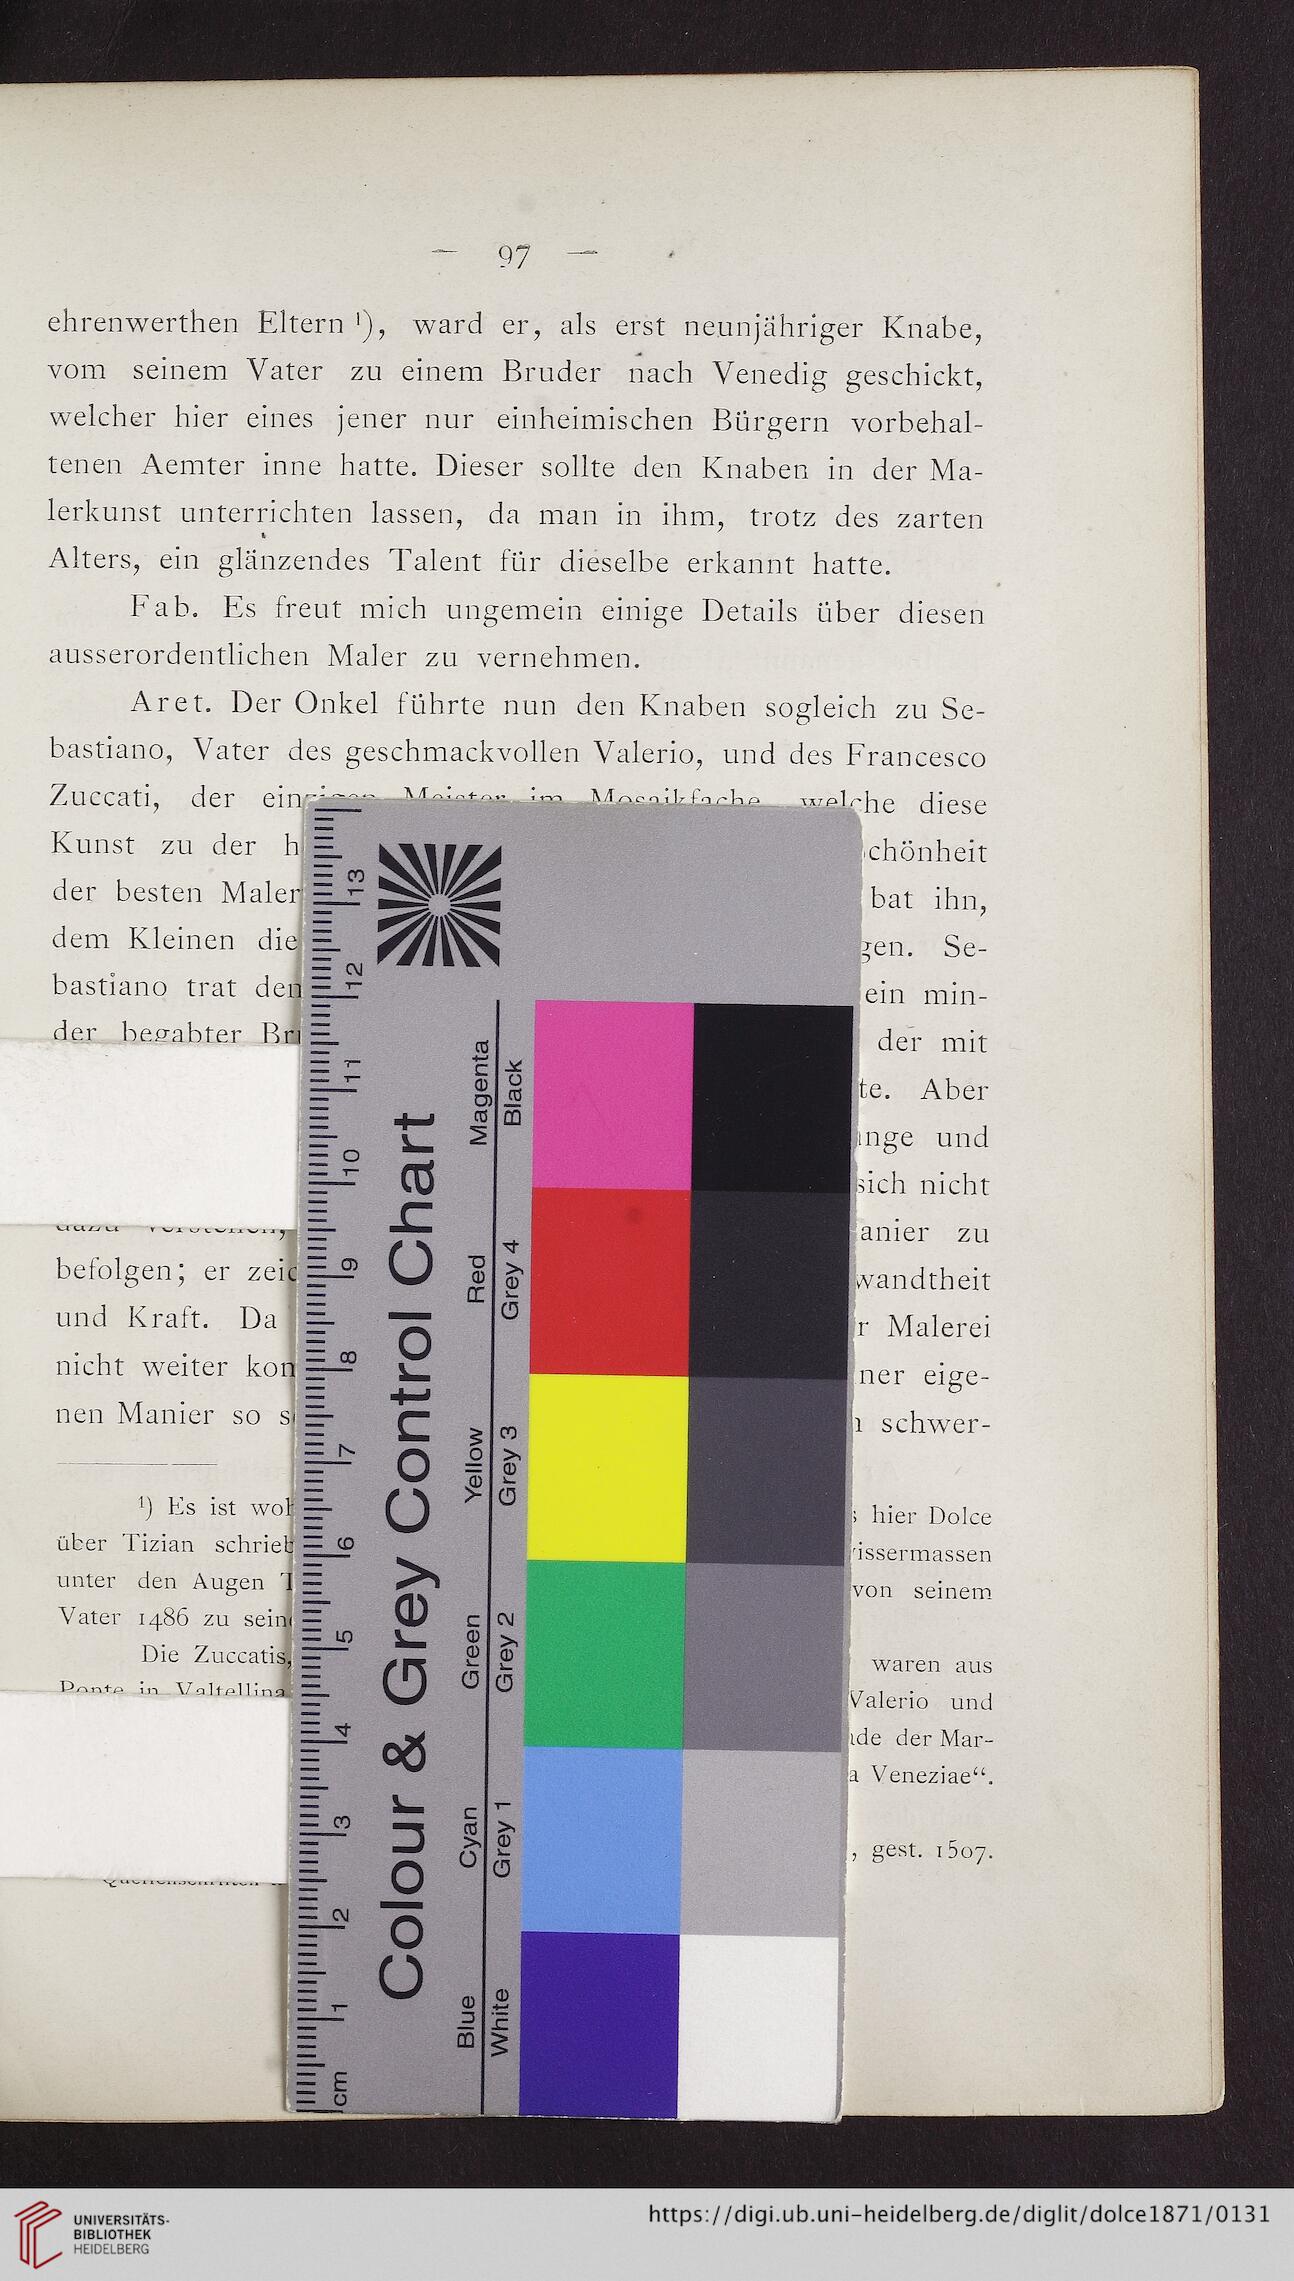 — 97 —
ehrenwerthen Eltern ¹), ward er, als erst neunjähriger Knabe,
vom seinem Vater zu einem Bruder nach Venedig geschickt,
welcher hier eines jener nur einheimischen Bürgern vorbehal-
tenen Aemter inne hatte. Dieser sollte den Knaben in der Ma-
lerkunst unterrichten lassen, da man in ihm, trotz des zarten
Alters, ein glänzendes Talent für dieselbe erkannt hatte.
Fab. Es freut mich ungemein einige Details über diesen
ausserordentlichen Maler zu vernehmen.
Aret. Der Onkel führte nun den Knaben sogleich zu Se-
bastiano, Vater des geschmackvollen Valerio, und des Francesco
Zuccati, der einzigen Meister im Mosaikfache, welche diese
Kunst zu der chönheit
der besten Maler bat ihn,
dem Kleinen die gen. Se-
bastiano trat den ein min-
der begabter der mit
te. Aber
und
sich nicht
anier zu
befolgen; er wandtheit
und Kraft. Da Malerei
nicht weiter ner eige-
nen Manier so schwer-
¹) Es ist hier Dolce
über Tizian issermassen
unter den Augen von seinem
Vater 1486 zu
Die Zuccatis, waren aus
Ponte in Valtellina Valerio und
der Mar-
Veneziae“.
, gest. 1507.
Colour & Grey Control Chart
Magenta
Black
Red
Grey 4
Yellow
Grey 3
Green
Grey 2
Cyan
Grey 1
Blue
White
13
12
11
10
9
8
7
6
5
4
3
2
1
cm
UNIVERSITÄTS-
BIBLIOTHEK
HEIDELBERG
https://digi.ub.uni-heidelberg.de/diglit/dolce1871/0131